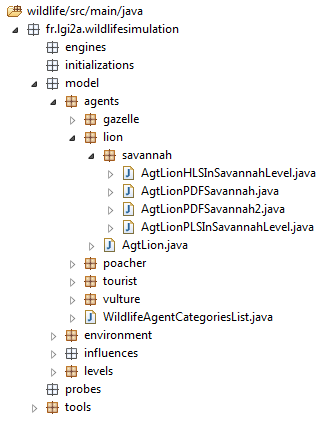 wildlife/src/main/java
fr.lgi2a.wildlifesimulation
engines
initializations
model
agents
gazelle
lion
savannah
AgtLionHLSInSavannahLevel.java
AgtLionPDFSavannah.java
AgtLionPDFSavannah2.java
AgtLionPLSInSavannahLevel.java
AgtLion.java
poacher
tourist
vulture
WildlifeAgentCategoriesList.java
environment
influences
levels
probes
tools